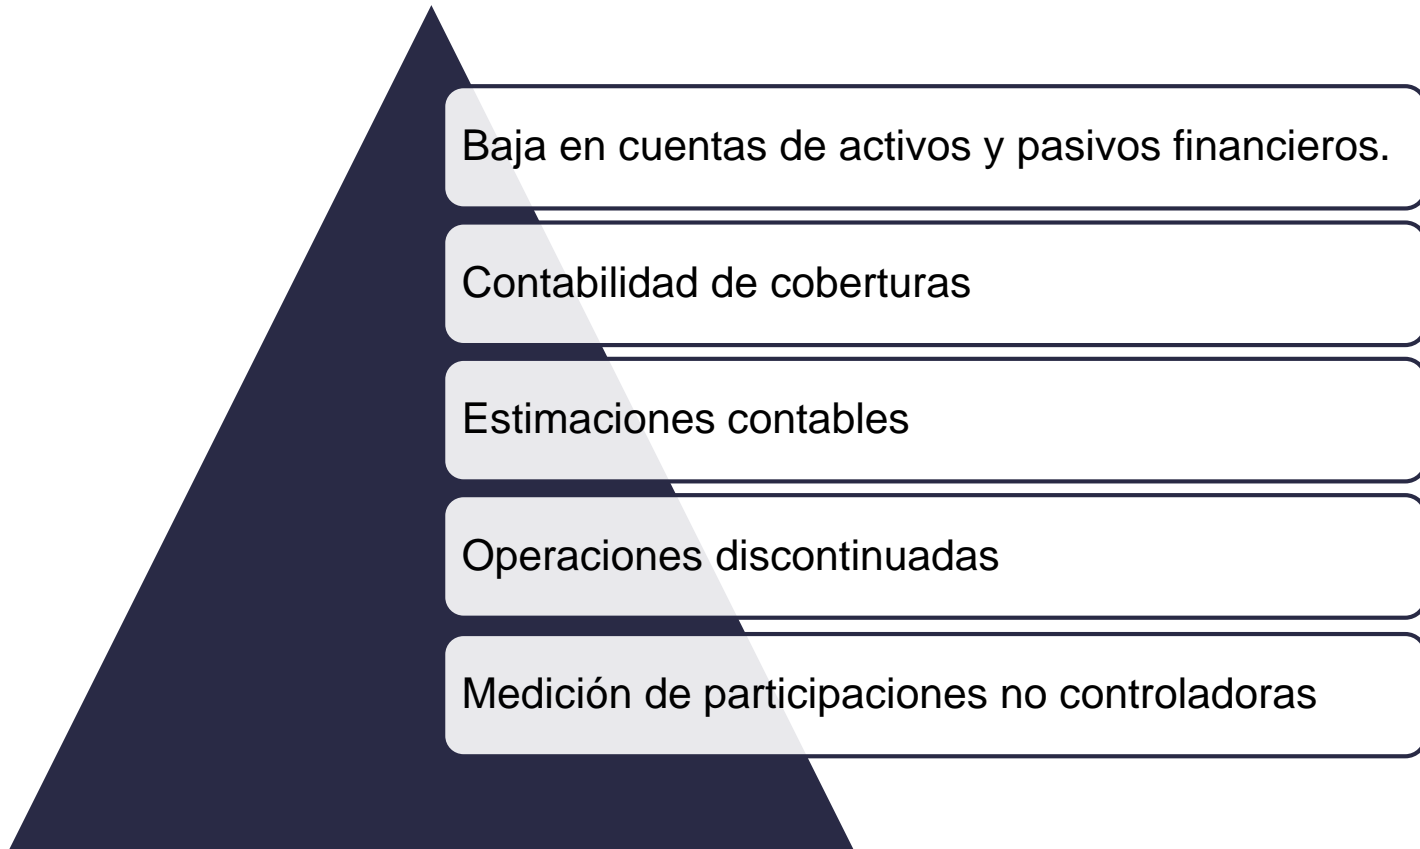 Baja en cuentas de activos y pasivos financieros.
Contabilidad de coberturas
Estimaciones contables
Operaciones discontinuadas
Medición de participaciones no controladoras